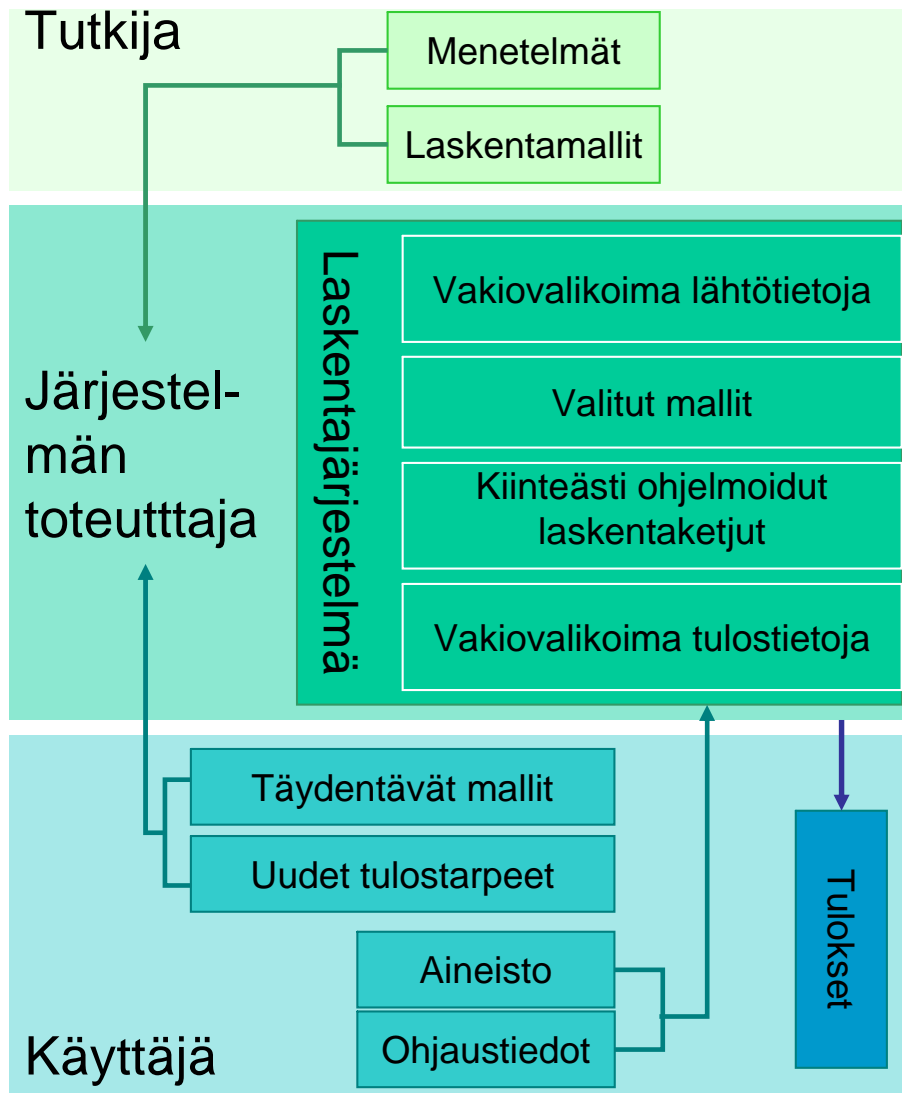 Tutkija
Menetelmät
Laskentamallit
Järjestel-
män
toteutttaja
Laskentajärjestelmä
Vakiovalikoima lähtötietoja
Valitut mallit
Kiinteästi ohjelmoidut
laskentaketjut
Vakiovalikoima tulostietoja
Täydentävät mallit
Uudet tulostarpeet
Aineisto
Ohjaustiedot
Tulokset
Käyttäjä